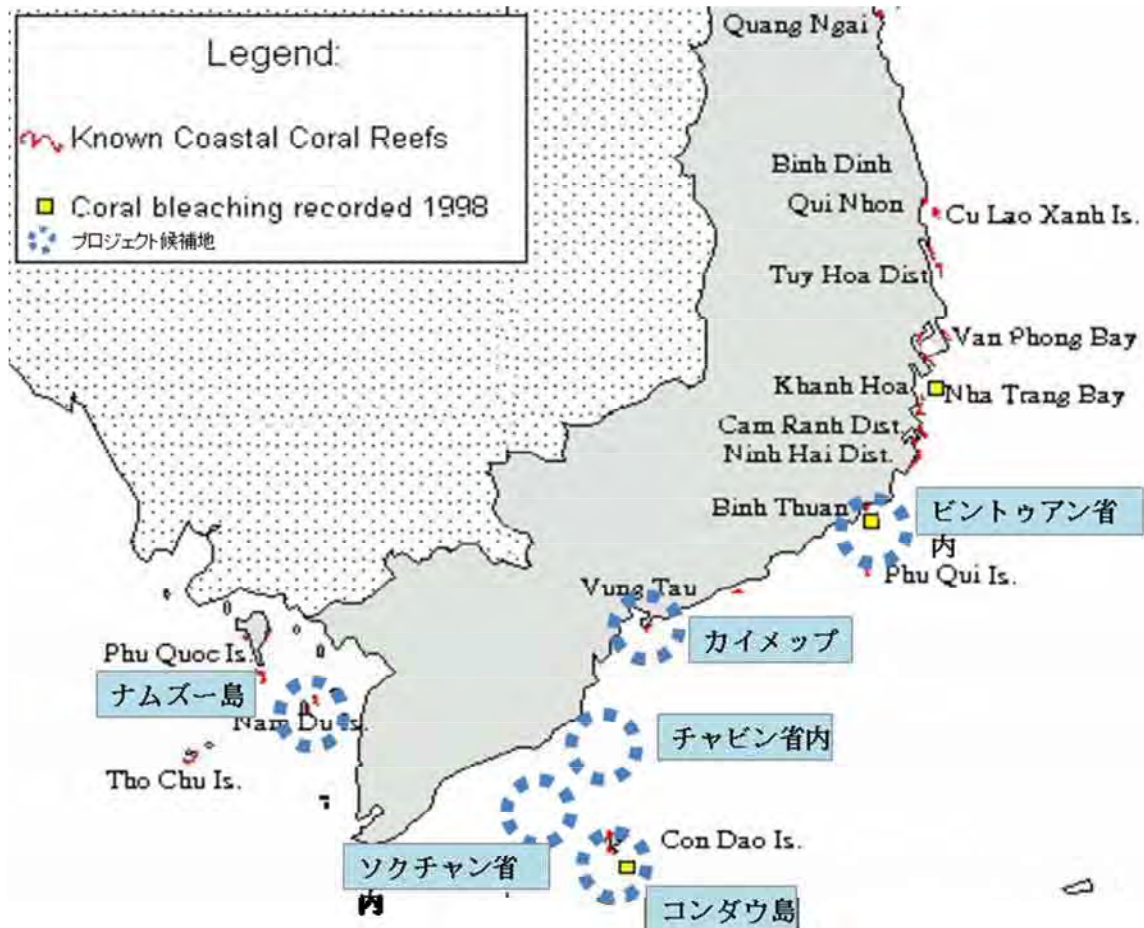 Legend:
Known Coastal Coral Reefs
Coral bleaching recorded 1998
プロジェクト候補地
Quang Ngai
Binh Dinh
Qui Nhon
Cu Lao Xanh Is.
Tuy Hoa Dist
Van Phong Bay
Khanh Hoa
Nha Trang Bay
Cam Ranh Dist.
Ninh Hai Dist.
Binh Thuan
ビントゥアン省
内
Phu Qui Is.
Vung Tau
カイメップ
Phu Quoc Is.
ナムズー島
Nam Du Is.
チャビン省内
Tho Chu Is.
Con Dao Is.
ソクチャン省
内
コンダウ島